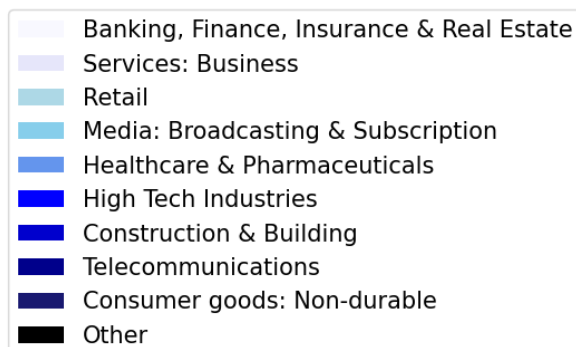 Banking, Finance, Insurance & Real Estate
Services: Business
Retail
Media: Broadcasting & Subscription
Healthcare & Pharmaceuticals
High Tech Industries
Construction & Building
Telecommunications
Consumer goods: Non-durable
Other